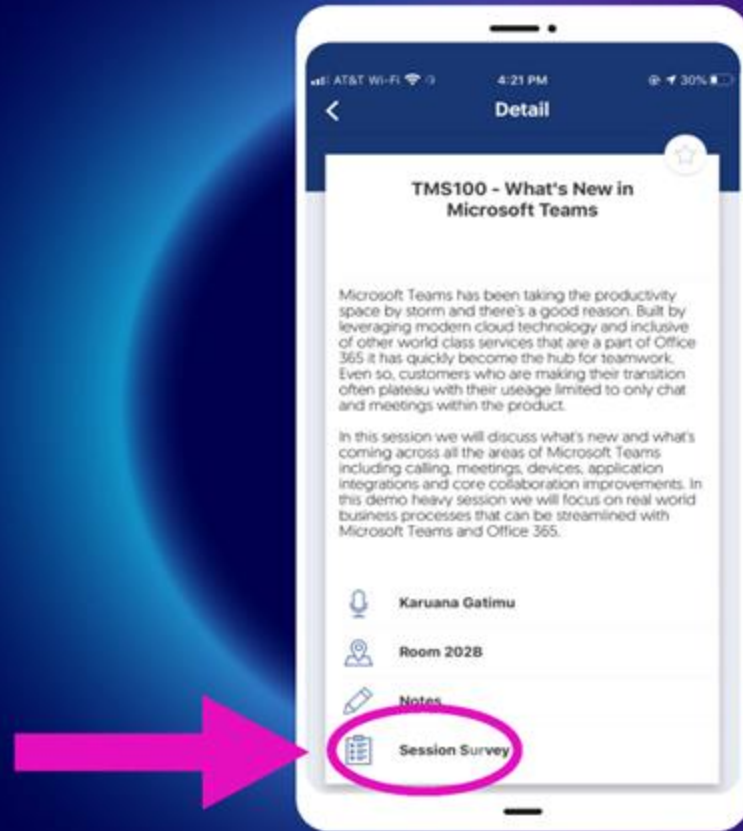 AT&T Wi-Fi 4:21 PM 30%
Detail
TMS100 - What's New in
Microsoft Teams
Microsoft Teams has been taking the productivity
space by storm and there's a good reason. Built by
leveraging modern cloud technology and inclusive
of other world class services that are a part of Office
365 it has quickly become the hub for teamwork.
Even so, customers who are making their transition
often plateau with their useage limited to only chat
and meetings within the product.
In this session we will discuss what's new and what's
coming across all the areas of Microsoft Teams
including calling, meetings, devices, application
integrations and core collaboration improvements. In
this demo heavy session we will focus on real world
business processes that can be streamlined with
Microsoft Teams and Office 365.
Karuana Gatimu
Room 202B
Notes
Session Survey